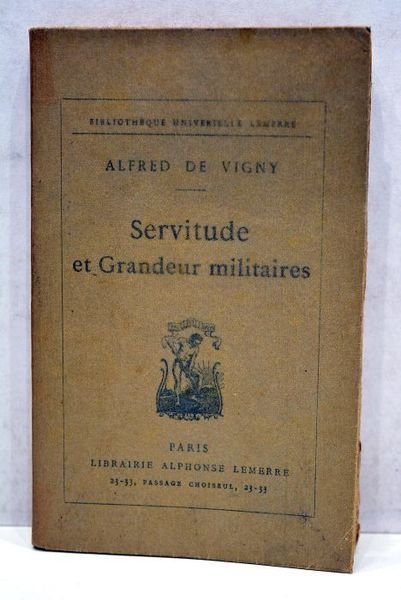 BIBLIOTHÈQUE UNIVERSELLE LEMERRE
ALFRED DE VIGNY
Servitude
et Grandeur militaires
PARIS
LIBRAIRIE ALPHONSE LEMERRE
23-33, PASSAGE CHOISEUL, 23-33